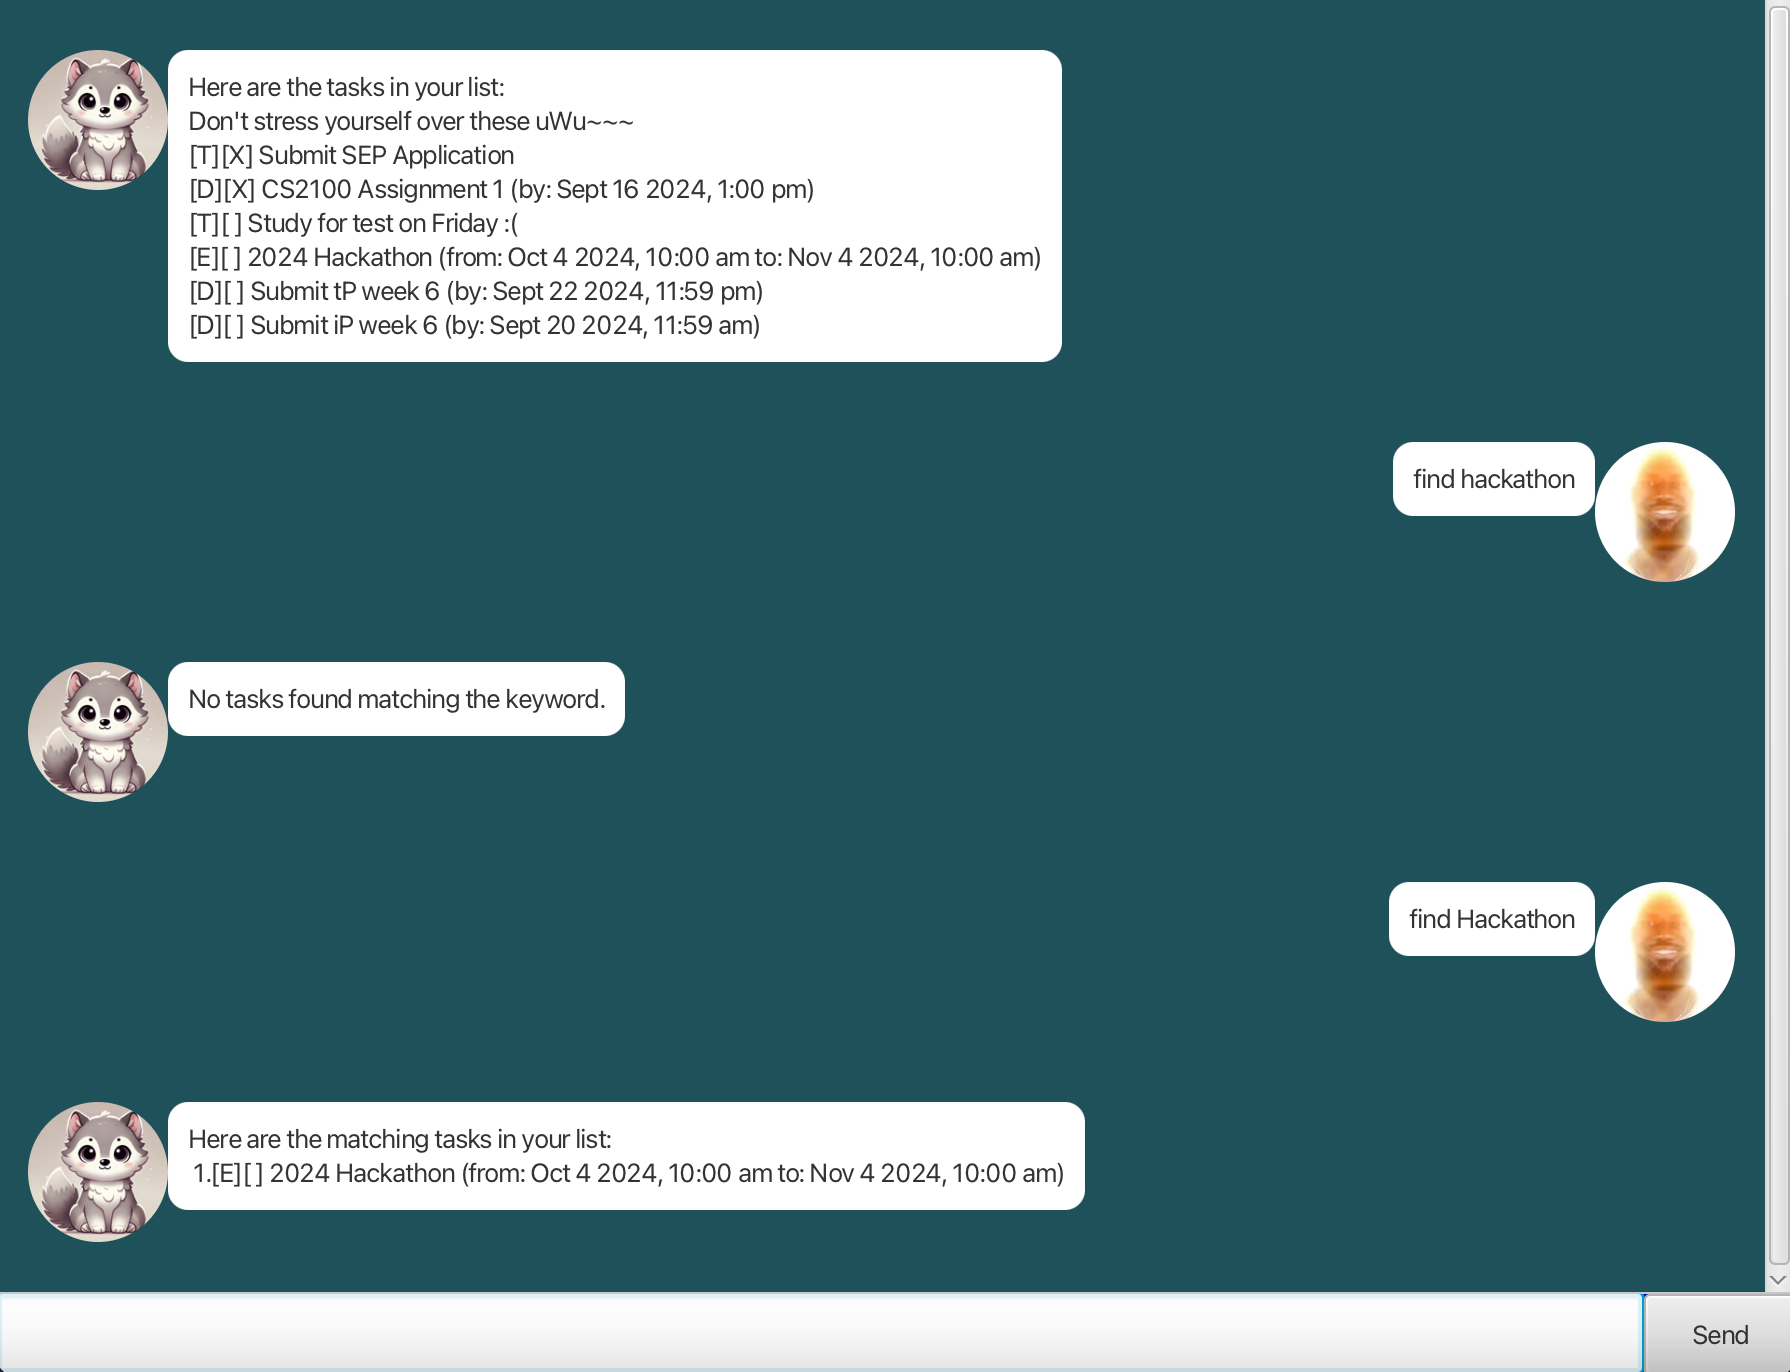 Here are the tasks in your list:
Don't stress yourself over these uWu~~~
[T][X] Submit SEP Application
[D][X] CS2100 Assignment 1 (by: Sept 16 2024, 1:00 pm)
[T][ ] Study for test on Friday :(
[E][ ] 2024 Hackathon (from: Oct 4 2024, 10:00 am to: Nov 4 2024, 10:00 am)
[D][ ] Submit tP week 6 (by: Sept 22 2024, 11:59 pm)
[D][ ] Submit iP week 6 (by: Sept 20 2024, 11:59 am)
find hackathon
No tasks found matching the keyword.
find Hackathon
Here are the matching tasks in your list:
1.[E][ ] 2024 Hackathon (from: Oct 4 2024, 10:00 am to: Nov 4 2024, 10:00 am)
Send